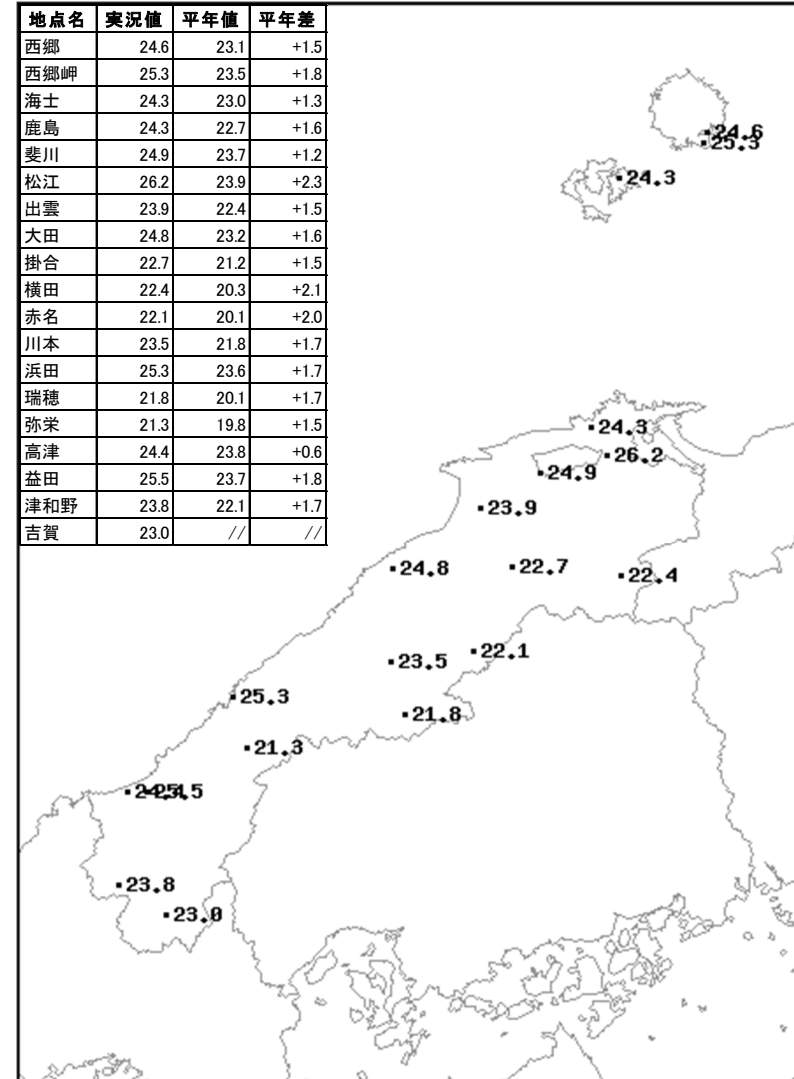 地点名 実況値 平年値 平年差
西郷 24.6 23.1 +1.5
西郷岬 25.3 23.5 +1.8
海士 24.3 23.0 +1.3
鹿島 24.3 22.7 +1.6
斐川 24.9 23.7 +1.2
松江 26.2 23.9 +2.3
出雲 23.9 22.4 +1.5
大田 24.8 23.2 +1.6
掛合 22.7 21.2 +1.5
横田 22.4 20.3 +2.1
赤名 22.1 20.1 +2.0
川本 23.5 21.8 +1.7
浜田 25.3 23.6 +1.7
瑞穂 21.8 20.1 +1.7
弥栄 21.3 19.8 +1.5
高津 24.4 23.8 +0.6
益田 25.5 23.7 +1.8
津和野 23.8 22.1 +1.7
吉賀 23.0 // //
24.6
25.3
24.3
24.3
26.2
24.9
23.9
24.8
22.7
22.4
22.1
23.5
25.3
21.8
21.3
24.4
25.5
23.8
23.0